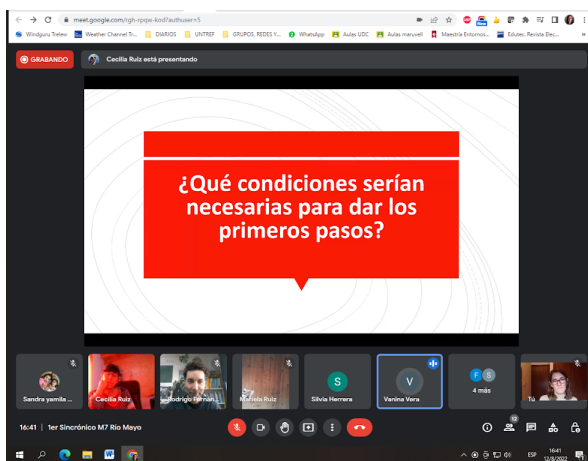 meet.google.com/rgh-rpqw-kod?authuser=5
Windguru Trelew Weather Channel Tr... DIARIOS UNTREF GRUPOS, REDES Y... WhatsApp Aulas UDC Aulas maruvell Maestría Entornos... Edutec. Revista Elec...
GRABANDO Cecilia Ruiz está presentando
¿Qué condiciones serían
necesarias para dar los
primeros pasos?
S V F S
4 más
Sandra yamila ... Cecilia Ruiz Rodrigo Fernán... Mariela Ruiz Silvia Herrera Vanina Vera Tú
16:41 | 1er Sincrónico M7 Río Mayo 13
ESP 16:41
12/8/2022